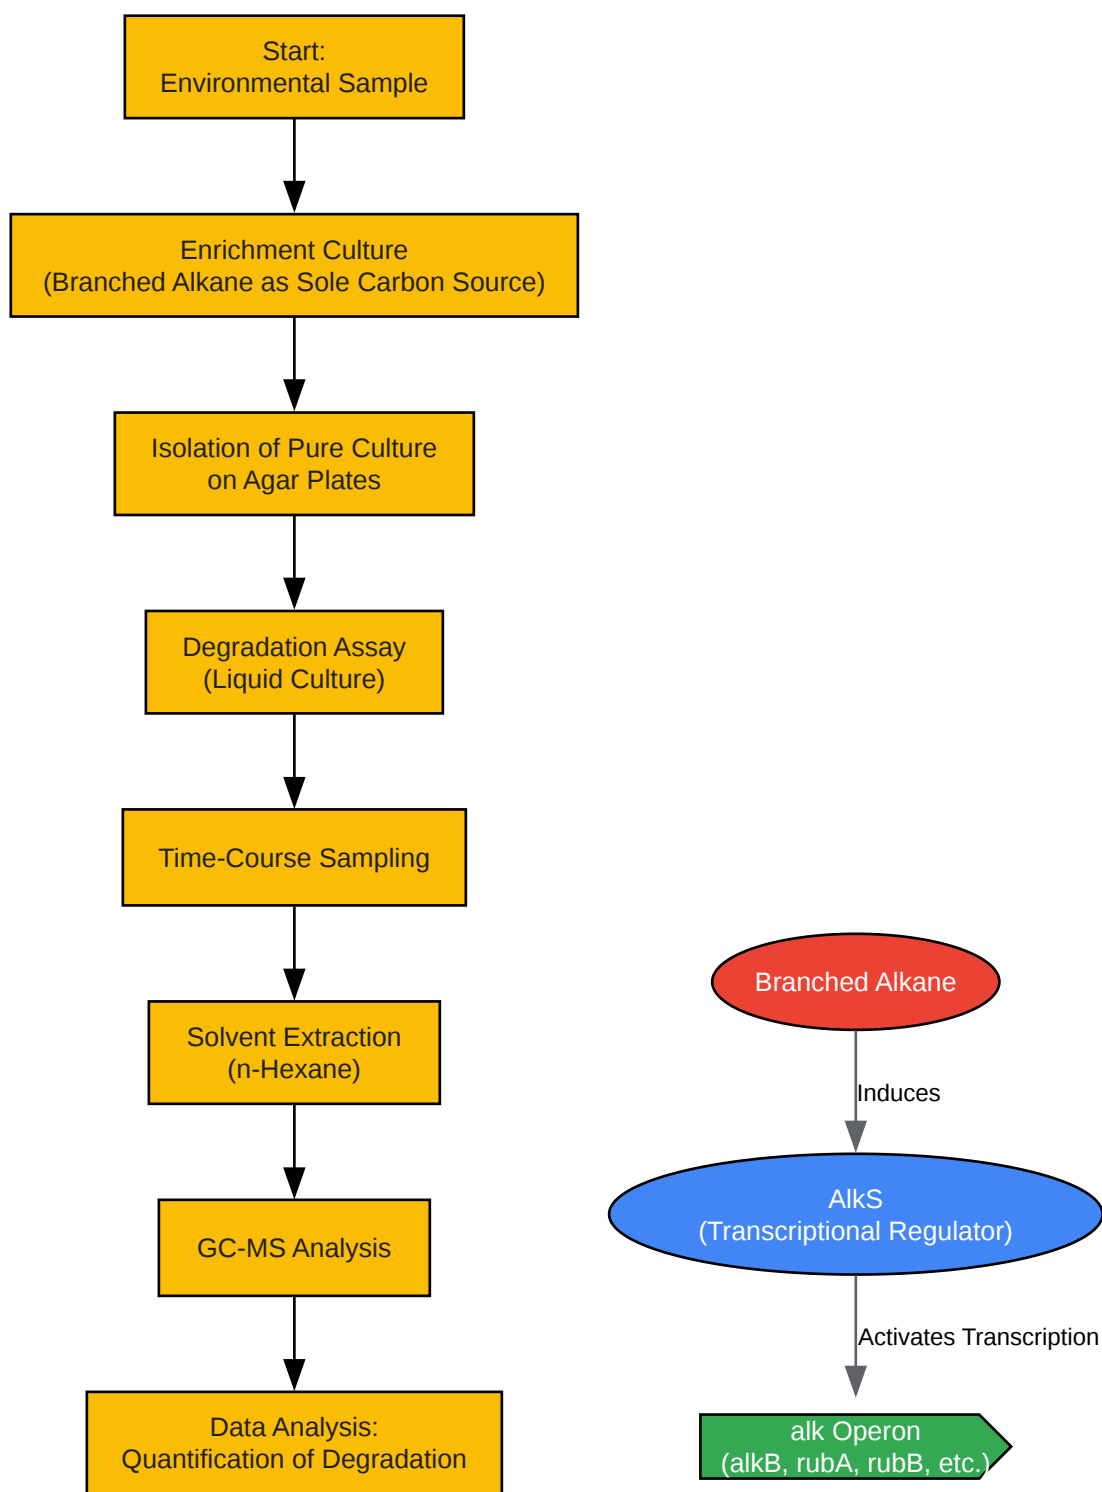 Start:
Environmental Sample
Enrichment Culture
(Branched Alkane as Sole Carbon Source)
Isolation of Pure Culture
on Agar Plates
Degradation Assay
(Liquid Culture)
Time-Course Sampling
Solvent Extraction
(n-Hexane)
GC-MS Analysis
Data Analysis:
Quantification of Degradation
Branched Alkane
Induces
AlkS
(Transcriptional Regulator)
Activates Transcription
alk Operon
(alkB, rubA, rubB, etc.)